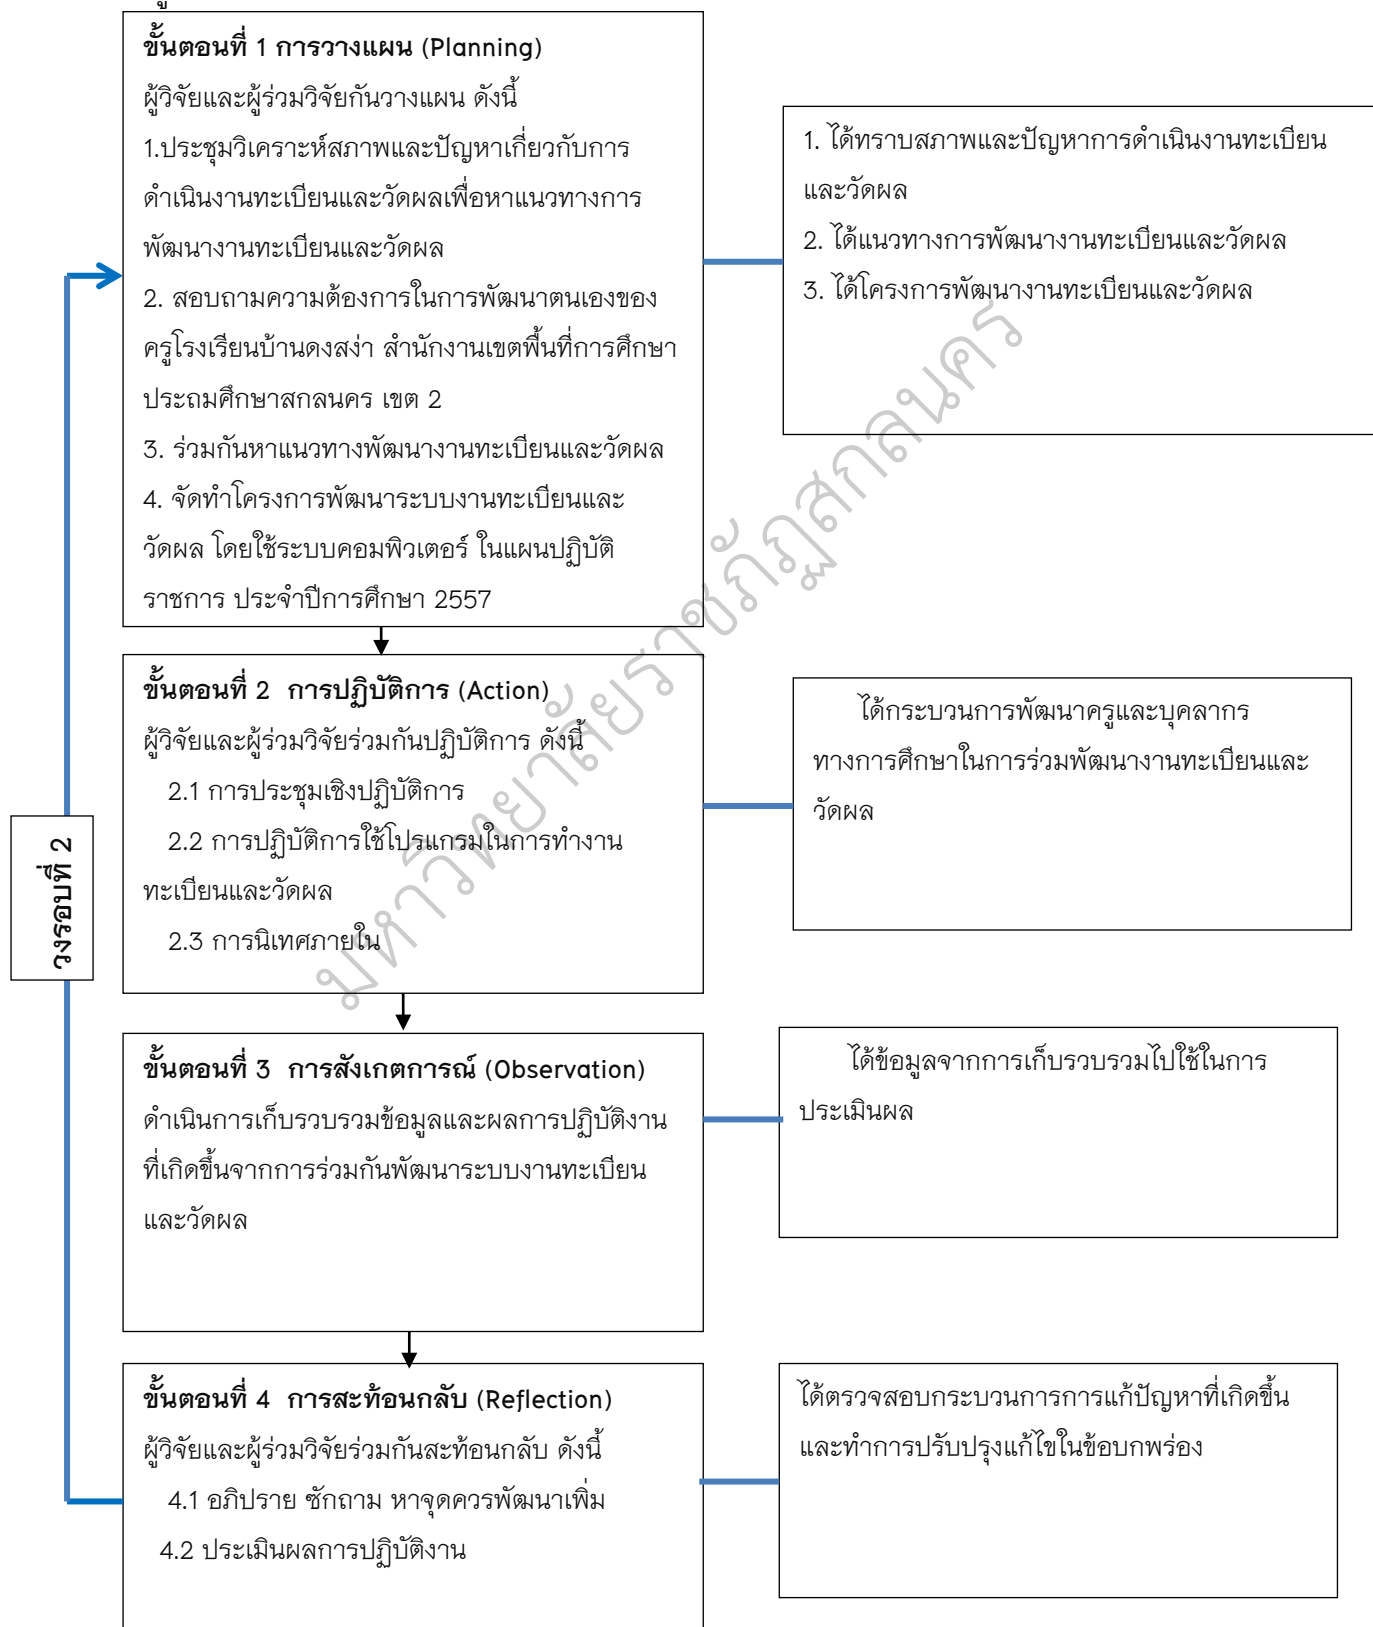 ขั้นตอนที่ 1 การวางแผน (Planning)
ผู้วิจัยและผู้ร่วมวิจัยกันวางแผน ดังนี้
1.ประชุมวิเคราะห์สภาพและปัญหาเกี่ยวกับการ
ดำเนินงานทะเบียนและวัดผลเพื่อหาแนวทางการ
พัฒนางานทะเบียนและวัดผล
2. สอบถามความต้องการในการพัฒนาตนเองของ
ครูโรงเรียนบ้านดงสง่า สำนักงานเขตพื้นที่การศึกษา
ประถมศึกษาสกลนคร เขต 2
3. ร่วมกันหาแนวทางพัฒนางานทะเบียนและวัดผล
4. จัดทำโครงการพัฒนาระบบงานทะเบียนและ
วัดผล โดยใช้ระบบคอมพิวเตอร์ ในแผนปฏิบัติ
ราชการ ประจำปีการศึกษา 2557
1. ได้ทราบสภาพและปัญหาการดำเนินงานทะเบียน
และวัดผล
2. ได้แนวทางการพัฒนางานทะเบียนและวัดผล
3. ได้โครงการพัฒนางานทะเบียนและวัดผล
ขั้นตอนที่ 2 การปฏิบัติการ (Action)
ผู้วิจัยและผู้ร่วมวิจัยร่วมกันปฏิบัติการ ดังนี้
2.1 การประชุมเชิงปฏิบัติการ
2.2 การปฏิบัติการใช้โปรแกรมในการทำงาน
ทะเบียนและวัดผล
2.3 การนิเทศภายใน
ได้กระบวนการพัฒนาครูและบุคลากร
ทางการศึกษาในการร่วมพัฒนางานทะเบียนและ
วัดผล
วงรอบที่ 2
ขั้นตอนที่ 3 การสังเกตการณ์ (Observation)
ดำเนินการเก็บรวบรวมข้อมูลและผลการปฏิบัติงาน
ที่เกิดขึ้นจากการร่วมกันพัฒนาระบบงานทะเบียน
และวัดผล
ได้ข้อมูลจากการเก็บรวบรวมไปใช้ในการ
ประเมินผล
ขั้นตอนที่ 4 การสะท้อนกลับ (Reflection)
ผู้วิจัยและผู้ร่วมวิจัยร่วมกันสะท้อนกลับ ดังนี้
4.1 อภิปราย ซักถาม หาจุดควรพัฒนาเพิ่ม
4.2 ประเมินผลการปฏิบัติงาน
ได้ตรวจสอบกระบวนการการแก้ปัญหาที่เกิดขึ้น
และทำการปรับปรุงแก้ไขในข้อบกพร่อง
มหาวิทยาลัยราชภัฏสกลนคร